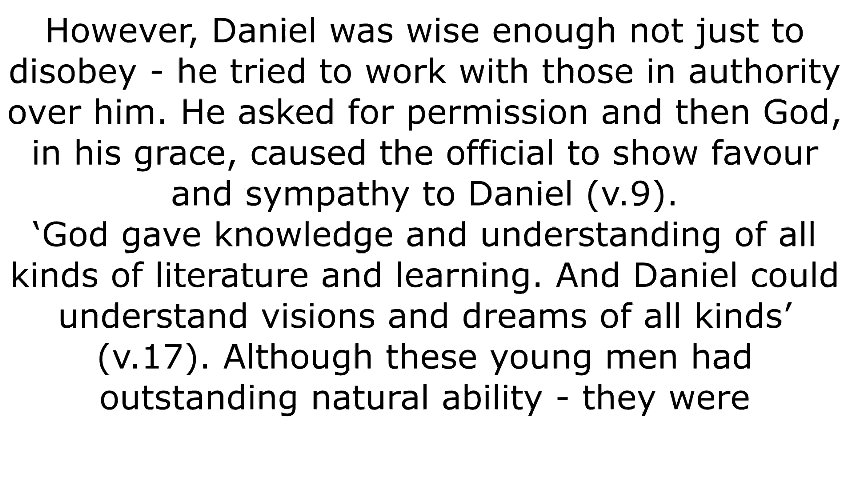 However, Daniel was wise enough not just to
disobey - he tried to work with those in authority
over him. He asked for permission and then God,
in his grace, caused the official to show favour
and sympathy to Daniel (v.9).
‘God gave knowledge and understanding of all
kinds of literature and learning. And Daniel could
understand visions and dreams of all kinds’
(v.17). Although these young men had
outstanding natural ability - they were